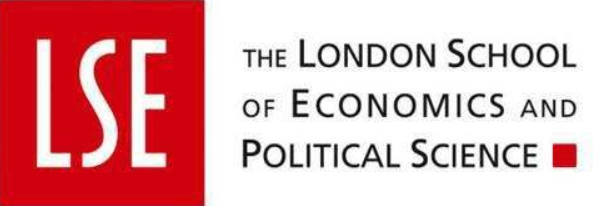 LSE
THE LONDON SCHOOL
OF ECONOMICS AND
POLITICAL SCIENCE